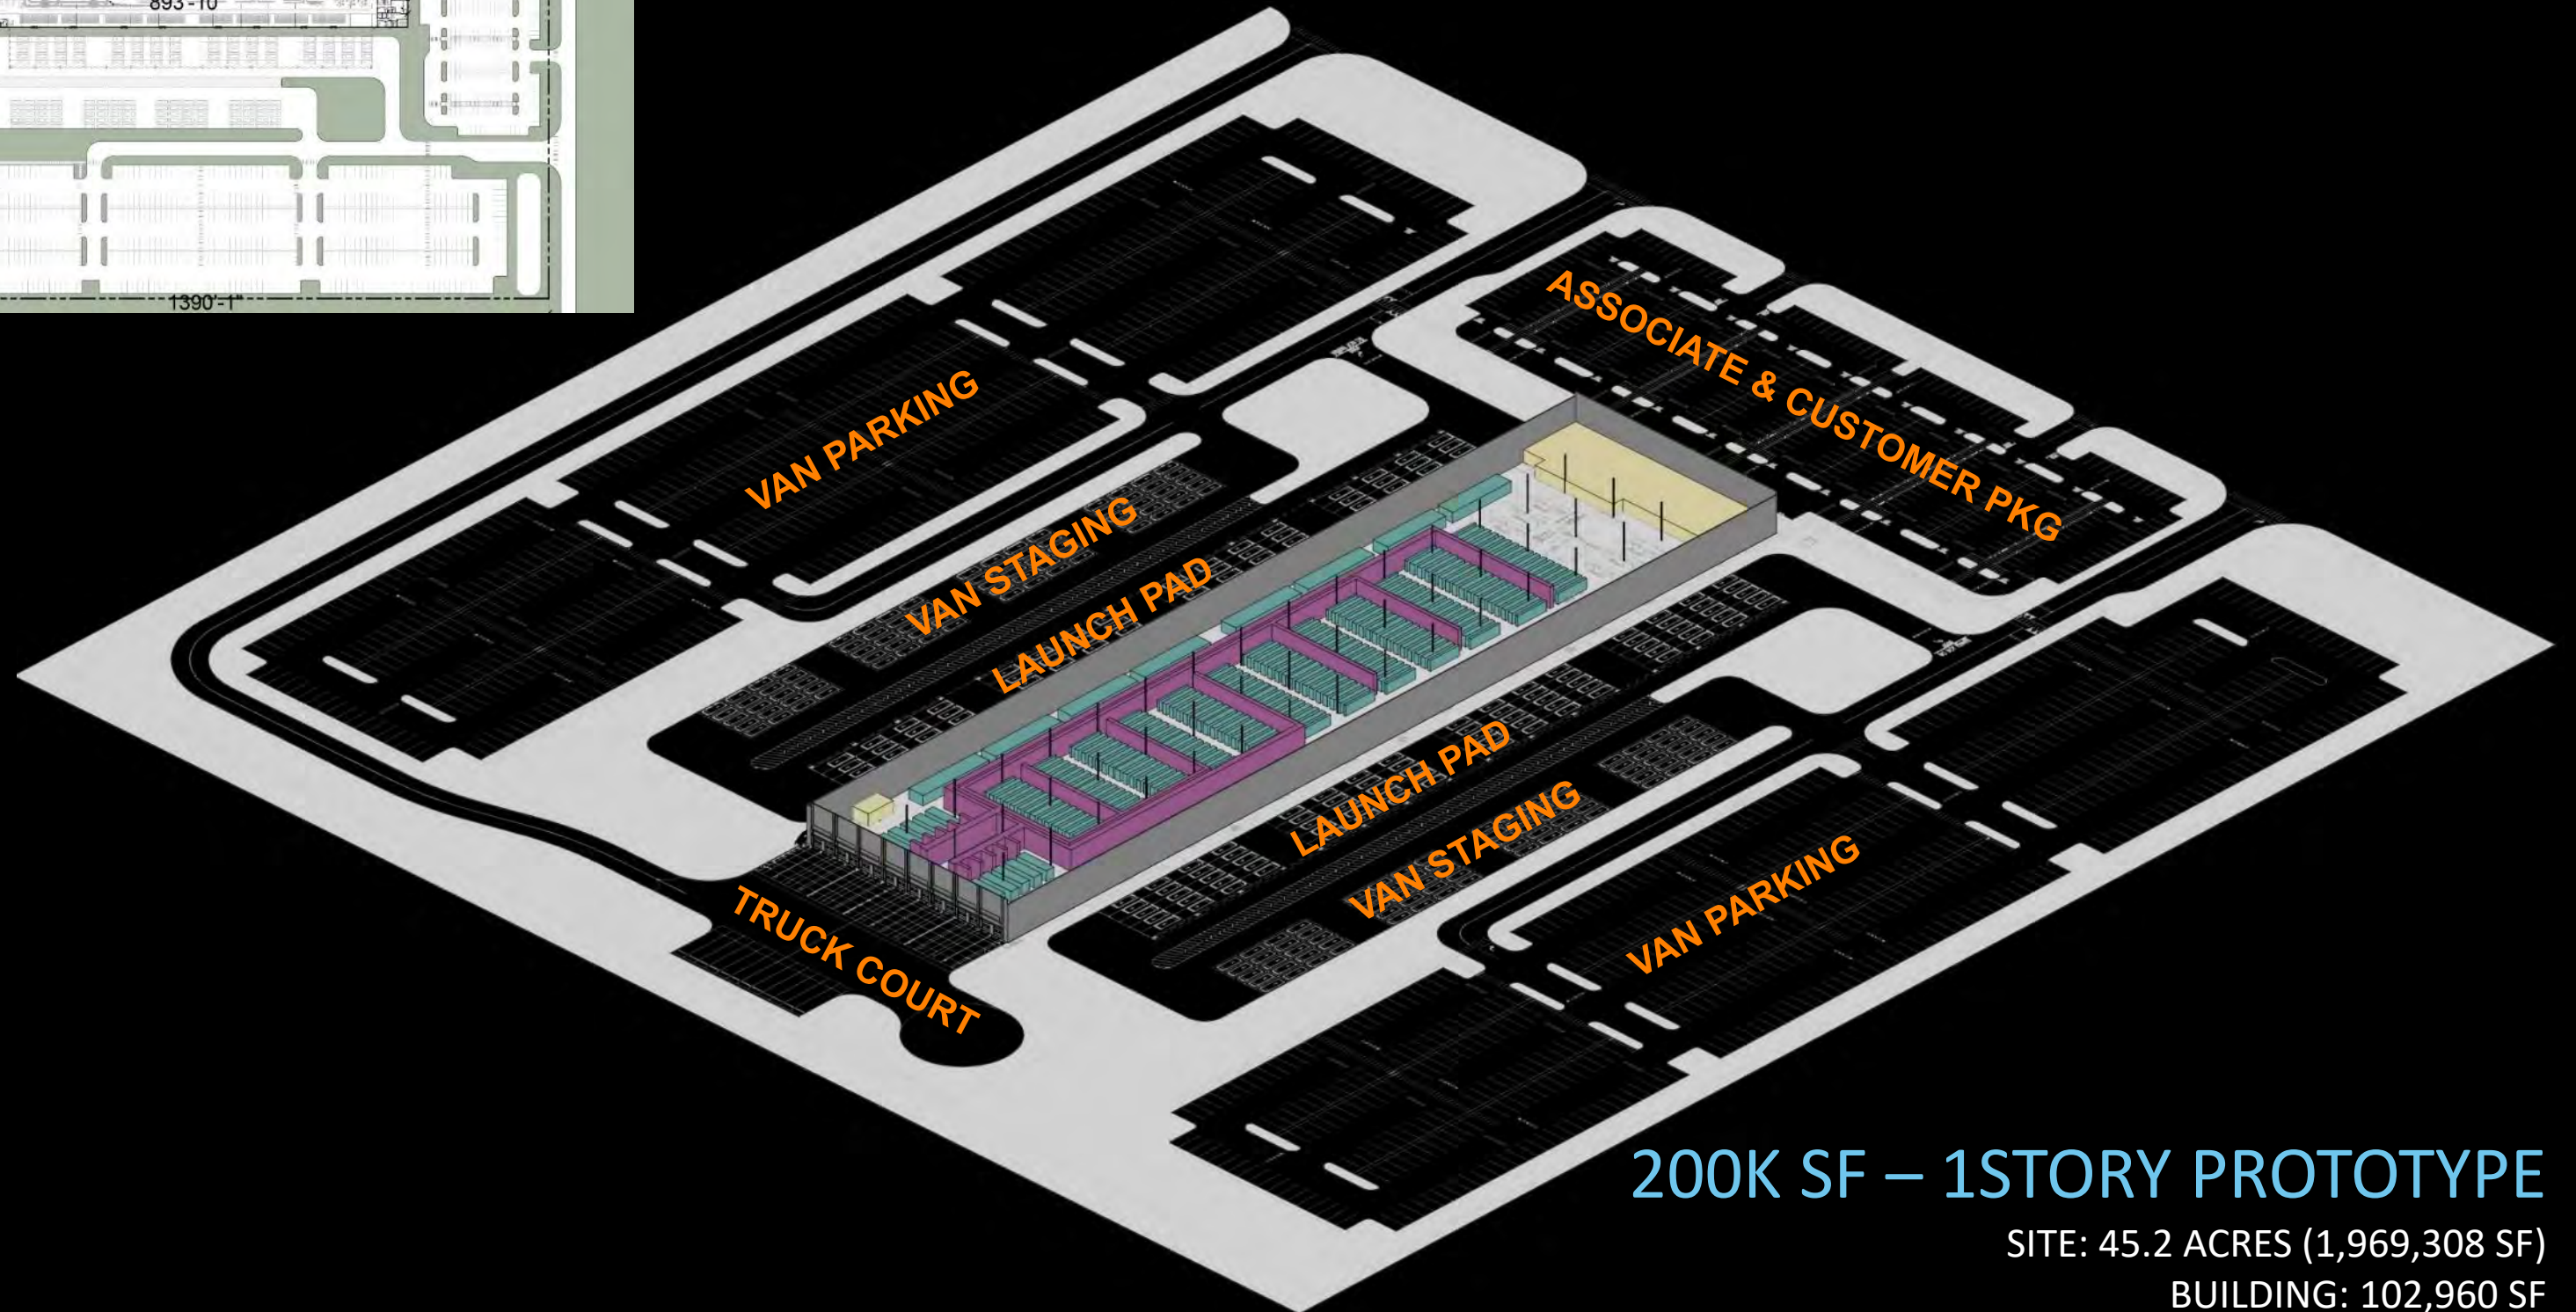 893'-10"
1390'-1"
ASSOCIATE & CUSTOMER PKG
VAN PARKING
VAN STAGING
LAUNCH PAD
LAUNCH PAD
VAN STAGING
VAN PARKING
TRUCK COURT
200K SF – 1STORY PROTOTYPE
SITE: 45.2 ACRES (1,969,308 SF)
BUILDING: 102,960 SF